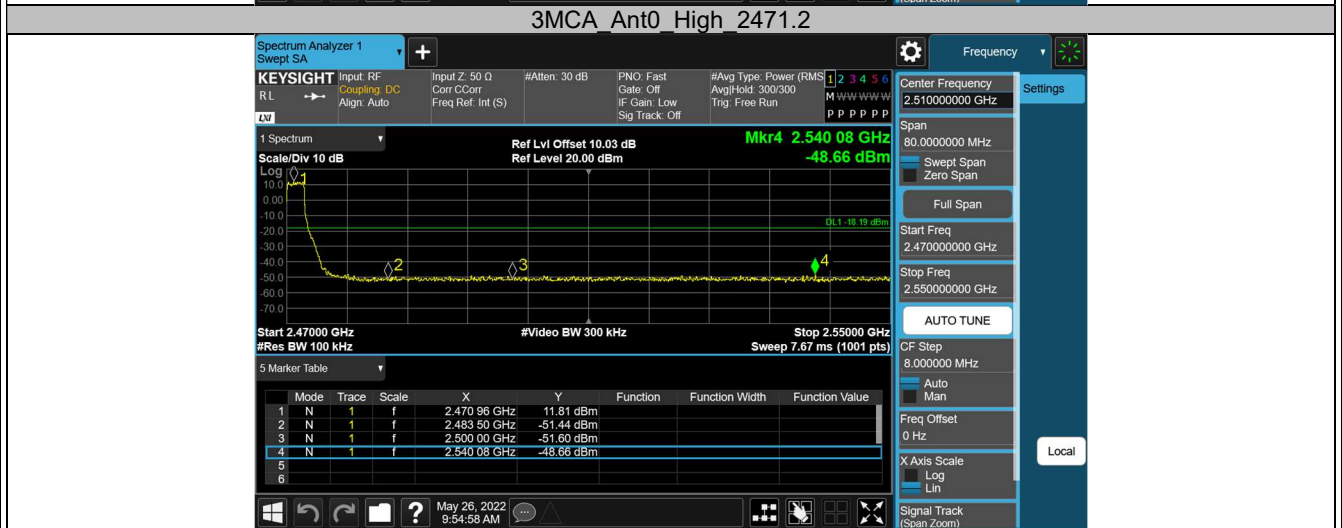 (Span Zoom)
3MCA_Ant0_High_2471.2
Spectrum Analyzer 1
Swept SA
+
Frequency
KEYSIGHT
RL
LXI
Input: RF
Coupling: DC
Align: Auto
Input Z: 50 Ω
Corr CCorr
Freq Ref: Int (S)
#Atten: 30 dB
PNO: Fast
Gate: Off
IF Gain: Low
Sig Track: Off
#Avg Type: Power (RMS
Avg|Hold: 300/300
Trig: Free Run
1 2 3 4 5 6
M W W W W W
P P P P P P
Center Frequency
2.510000000 GHz
Settings
Span
80.0000000 MHz
Swept Span
Zero Span
Full Span
Start Freq
2.470000000 GHz
Stop Freq
2.550000000 GHz
AUTO TUNE
CF Step
8.000000 MHz
Auto
Man
Freq Offset
0 Hz
X Axis Scale
Log
Lin
Signal Track
(Span Zoom)
Local
1 Spectrum
Scale/Div 10 dB
Ref Lvl Offset 10.03 dB
Ref Level 20.00 dBm
Mkr4 2.540 08 GHz
-48.66 dBm
Log
10.0
0.00
-10.0
-20.0
-30.0
-40.0
-50.0
-60.0
-70.0
1
2
3
4
DL1 -18.19 dBm
Start 2.47000 GHz
#Res BW 100 kHz
#Video BW 300 kHz
Stop 2.55000 GHz
Sweep 7.67 ms (1001 pts)
5 Marker Table
Mode Trace Scale X Y Function Function Width Function Value
1 N 1 f 2.470 96 GHz 11.81 dBm
2 N 1 f 2.483 50 GHz -51.44 dBm
3 N 1 f 2.500 00 GHz -51.60 dBm
4 N 1 f 2.540 08 GHz -48.66 dBm
5
6
?
May 26, 2022
9:54:58 AM